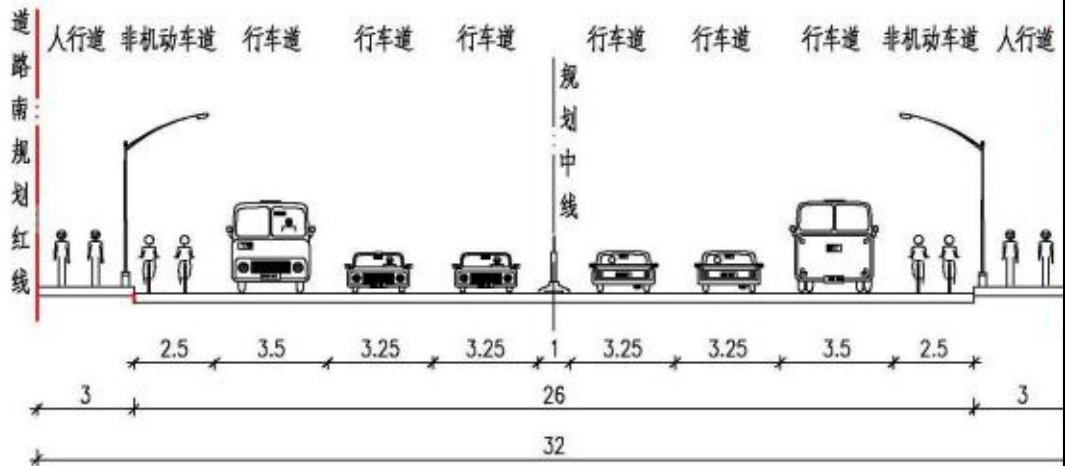 道路南规划红线
人行道 非机动车道 行车道 行车道 行车道 行车道 行车道 行车道 非机动车道 人行道
规划中线
2.5 3.5 3.25 3.25 1 3.25 3.25 3.5 2.5
3 26 3
32